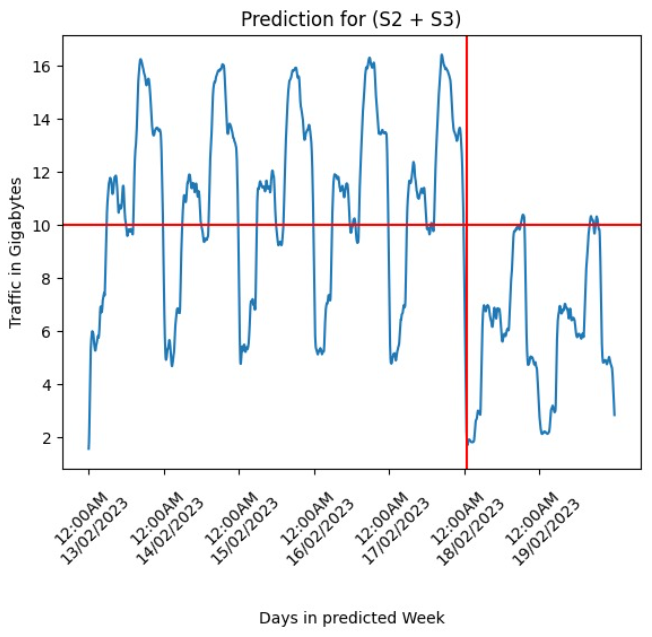 Prediction for (S2 + S3)
Traffic in Gigabytes
16
14
12
10
8
6
4
2
12:00AM
13/02/2023
12:00AM
14/02/2023
12:00AM
15/02/2023
12:00AM
16/02/2023
12:00AM
17/02/2023
12:00AM
18/02/2023
12:00AM
19/02/2023
Days in predicted Week